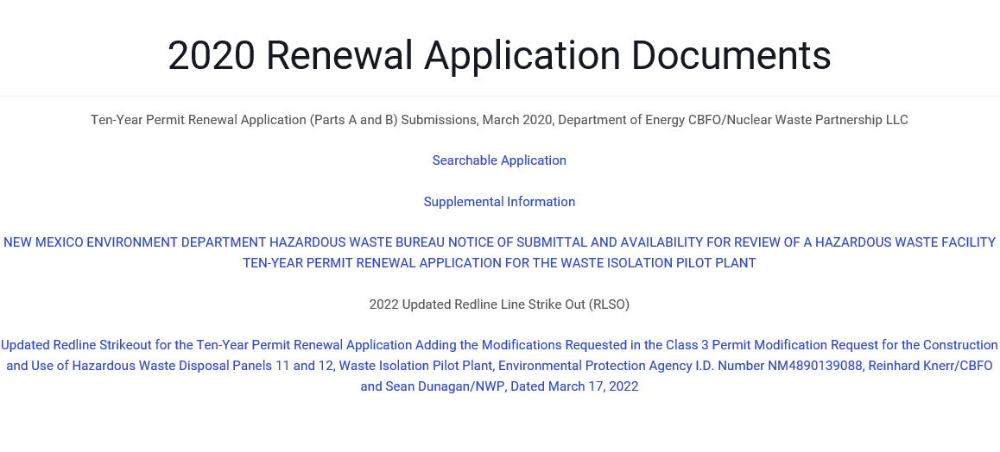 2020 Renewal Application Documents
Ten-Year Permit Renewal Application (Parts A and B) Submissions, March 2020, Department of Energy CBFO/Nuclear Waste Partnership LLC
Searchable Application
Supplemental Information
NEW MEXICO ENVIRONMENT DEPARTMENT HAZARDOUS WASTE BUREAU NOTICE OF SUBMITTAL AND AVAILABILITY FOR REVIEW OF A HAZARDOUS WASTE FACILITY
TEN-YEAR PERMIT RENEWAL APPLICATION FOR THE WASTE ISOLATION PILOT PLANT
2022 Updated Redline Line Strike Out (RLSO)
Updated Redline Strikeout for the Ten-Year Permit Renewal Application Adding the Modifications Requested in the Class 3 Permit Modification Request for the Construction
and Use of Hazardous Waste Disposal Panels 11 and 12, Waste Isolation Pilot Plant, Environmental Protection Agency I.D. Number NM4890139088, Reinhard Knerr/CBFO
and Sean Dunagan/NWP, Dated March 17, 2022